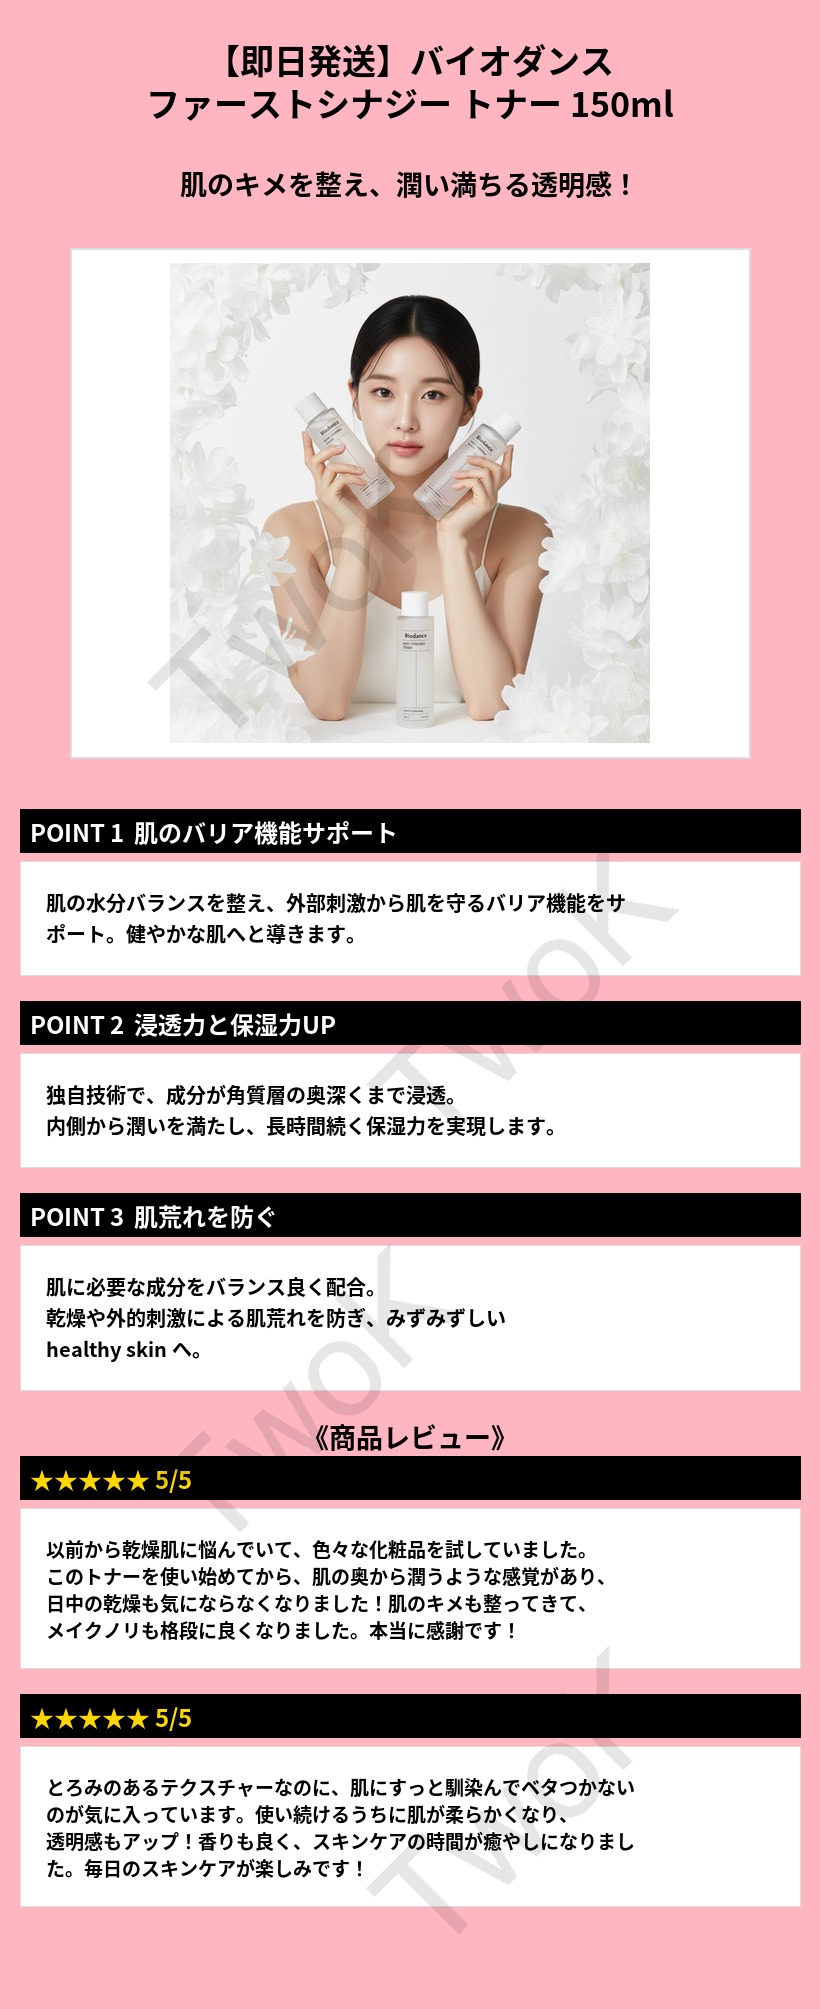 【即日発送】バイオダンス
ファーストシナジー トナー 150ml
肌のキメを整え、潤い満ちる透明感！
Biodance
Biodance
Biodance
TwoK
POINT 1 肌のバリア機能サポート
肌の水分バランスを整え、外部刺激から肌を守るバリア機能をサ
ポート。健やかな肌へと導きます。
TwoK
POINT 2 浸透力と保湿力UP
独自技術で、成分が角質層の奥深くまで浸透。
内側から潤いを満たし、長時間続く保湿力を実現します。
POINT 3 肌荒れを防ぐ
肌に必要な成分をバランス良く配合。
乾燥や外的刺激による肌荒れを防ぎ、みずみずしい
healthy skin へ。
TwoK
《商品レビュー》
★★★★★ 5/5
以前から乾燥肌に悩んでいて、色々な化粧品を試していました。
このトナーを使い始めてから、肌の奥から潤うような感覚があり、
日中の乾燥も気にならなくなりました！肌のキメも整ってきて、
メイクノリも格段に良くなりました。本当に感謝です！
★★★★★ 5/5
とろみのあるテクスチャーなのに、肌にすっと馴染んでベタつかない
のが気に入っています。使い続けるうちに肌が柔らかくなり、
透明感もアップ！香りも良く、スキンケアの時間が癒やしになりまし
た。毎日のスキンケアが楽しみです！
TwoK